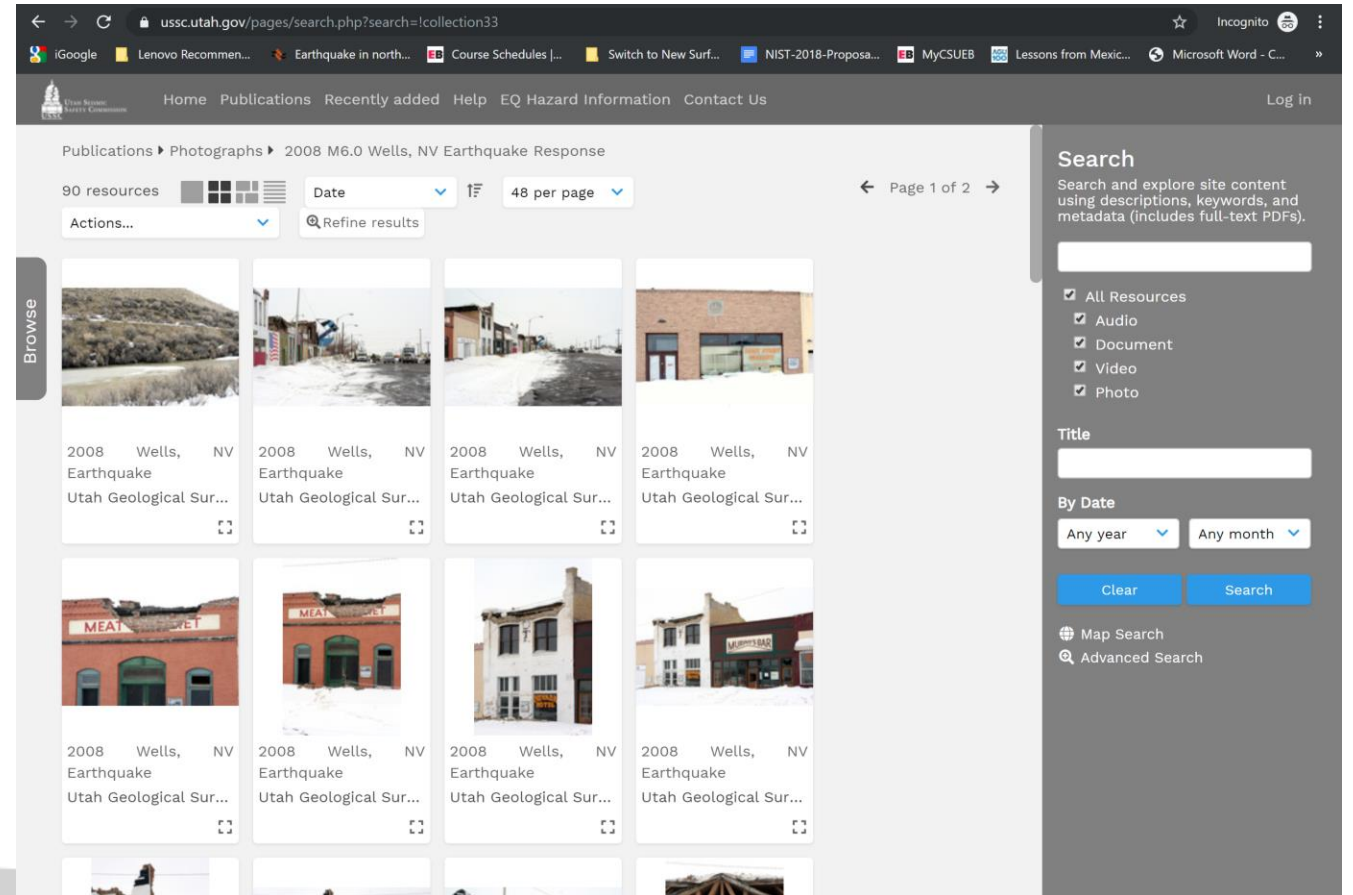 ussc.utah.gov/pages/search.php?search=!collection33
Incognito
iGoogle
Lenovo Recommen...
Earthquake in north...
EB Course Schedules |...
Switch to New Surf...
NIST-2018-Proposa...
EB MyCSUEB
Lessons from Mexic...
Microsoft Word - C...
»
Utah Seismic
Safety Commission
USSC
Home Publications Recently added Help EQ Hazard Information Contact Us
Log in
Publications Photographs 2008 M6.0 Wells, NV Earthquake Response
90 resources
Date
48 per page
Page 1 of 2
Actions...
Refine results
Browse
2008 Wells, NV
Earthquake
Utah Geological Sur...
2008 Wells, NV
Earthquake
Utah Geological Sur...
2008 Wells, NV
Earthquake
Utah Geological Sur...
2008 Wells, NV
Earthquake
Utah Geological Sur...
MEAT
MEAT
MURPHY'S BAR
HOTEL
2008 Wells, NV
Earthquake
Utah Geological Sur...
2008 Wells, NV
Earthquake
Utah Geological Sur...
2008 Wells, NV
Earthquake
Utah Geological Sur...
2008 Wells, NV
Earthquake
Utah Geological Sur...
Search
Search and explore site content
using descriptions, keywords, and
metadata (includes full-text PDFs).
All Resources
Audio
Document
Video
Photo
Title
By Date
Any year
Any month
Clear
Search
Map Search
Advanced Search